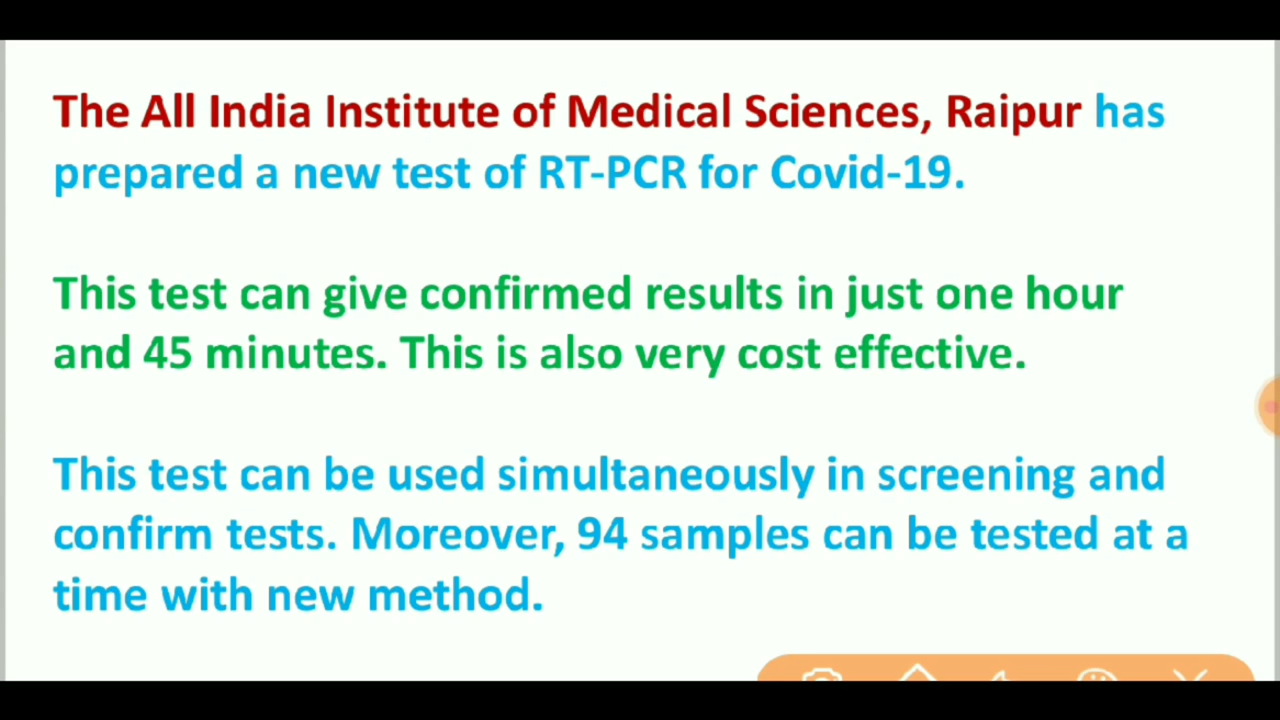 The All India Institute of Medical Sciences, Raipur has
prepared a new test of RT-PCR for Covid-19.
This test can give confirmed results in just one hour
and 45 minutes. This is also very cost effective.
This test can be used simultaneously in screening and
confirm tests. Moreover, 94 samples can be tested at a
time with new method.